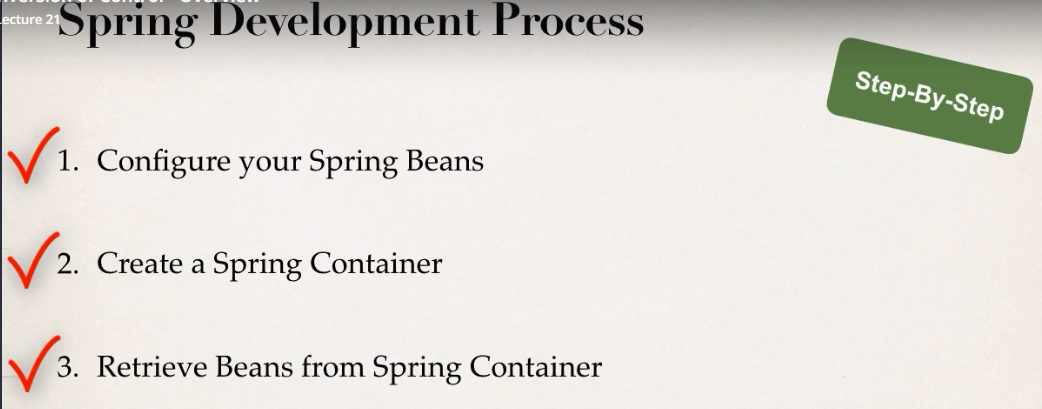 Lecture 21
Spring Development Process
Step-By-Step
1. Configure your Spring Beans
2. Create a Spring Container
3. Retrieve Beans from Spring Container